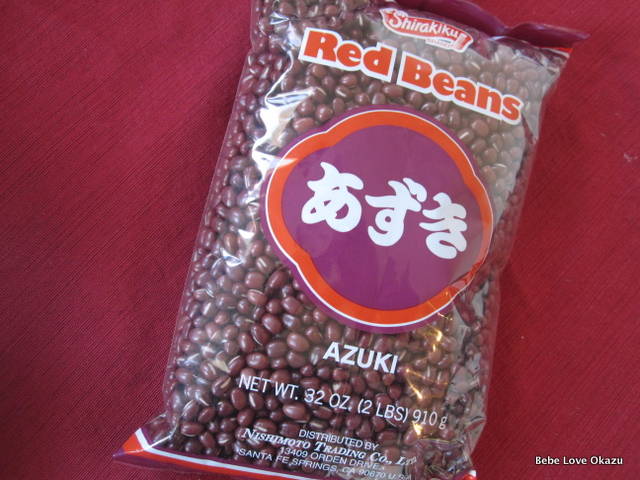 Shirakiku
Red Beans
あずき
AZUKI
NET WT. 32 OZ. (2 LBS) 910 g
DISTRIBUTED BY
NISHIMOTO TRADING CO., LTD.
13409 ORDEN DRIVE
SANTA FE SPRINGS, CA 90670 U.S.A.
Bebe Love Okazu